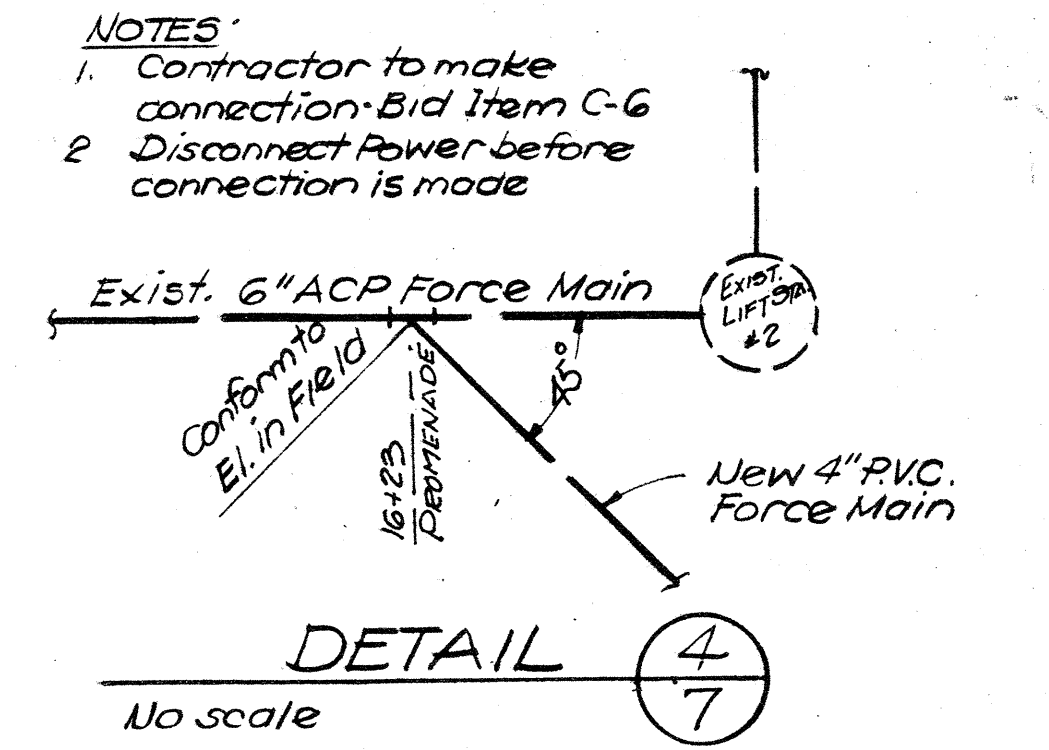 NOTES:
1. Contractor to make
connection. Bid Item C-6
2 Disconnect Power before
connection is made
Exist. 6" ACP Force Main
EXIST.
LIFT STA.
#2
Conform to
El. in Field
16+23
PROMENADE
45°
New 4" P.V.C.
Force Main
DETAIL
4
7
No scale